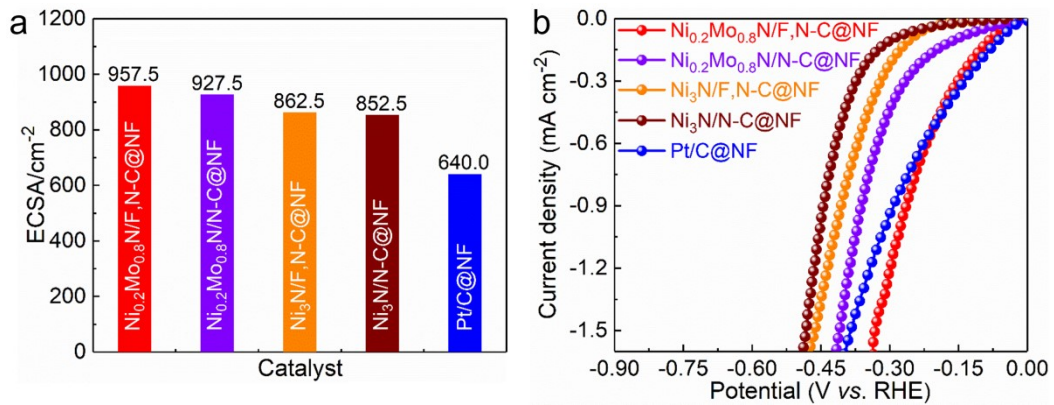 a
ECSA/cm⁻²
1200
1000
800
600
400
200
0
957.5
927.5
862.5
852.5
640.0
Ni₀.₂Mo₀.₈N/F,N-C@NF
Ni₀.₂Mo₀.₈N/N-C@NF
Ni₃N/F,N-C@NF
Ni₃N/N-C@NF
Pt/C@NF
Catalyst
b
Current density (mA cm⁻²)
0.0
-0.3
-0.6
-0.9
-1.2
-1.5
Ni₀.₂Mo₀.₈N/F,N-C@NF
Ni₀.₂Mo₀.₈N/N-C@NF
Ni₃N/F,N-C@NF
Ni₃N/N-C@NF
Pt/C@NF
-0.90 -0.75 -0.60 -0.45 -0.30 -0.15 0.00
Potential (V vs. RHE)